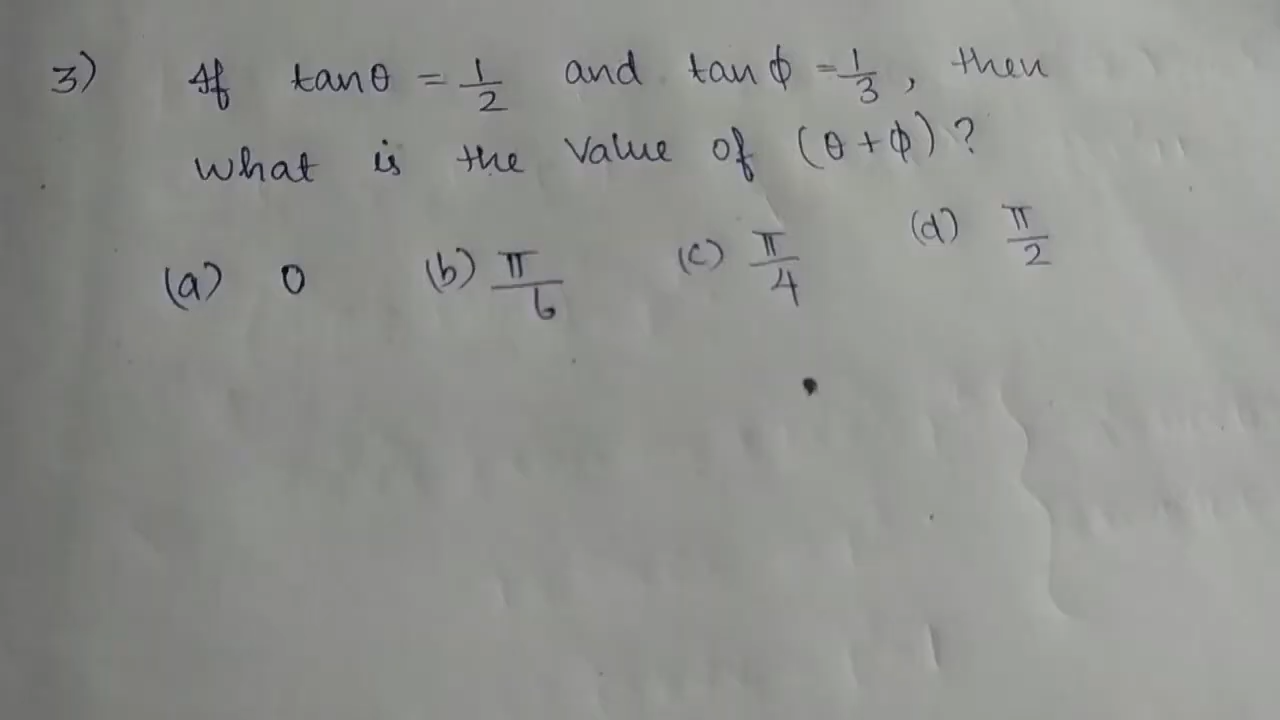 3) If tanθ = 1/2 and tanϕ = 1/3, then
what is the value of (θ+ϕ)?
(a) 0 (b) π/6 (c) π/4 (d) π/2